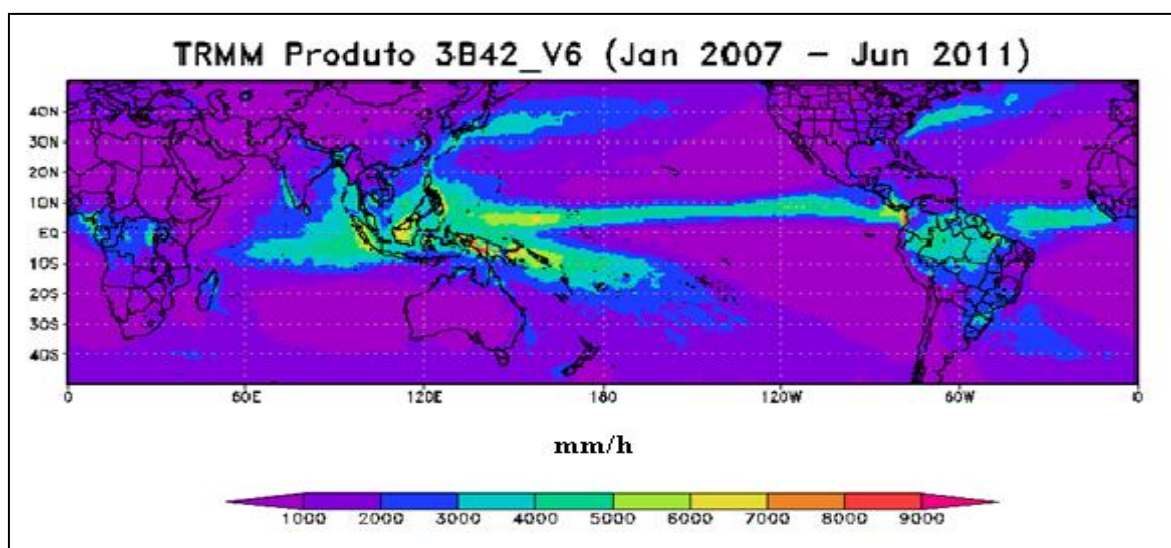 TRMM Produto 3B42_V6 (Jan 2007 – Jun 2011)
40N
30N
20N
10N
EQ
10S
20S
30S
40S
0 60E 120E 180 120W 60W 0
mm/h
1000 2000 3000 4000 5000 6000 7000 8000 9000